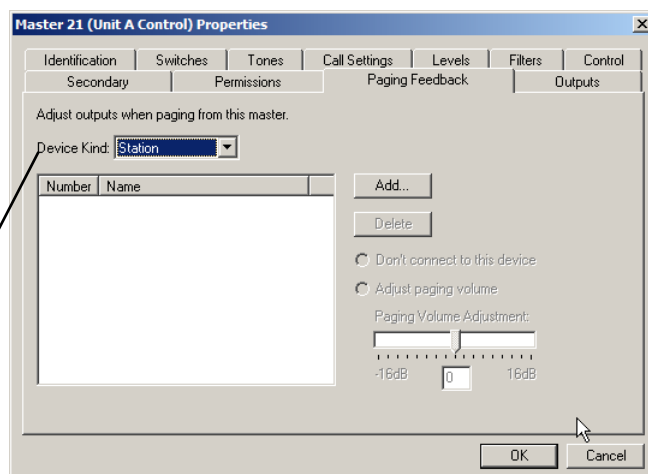 Master 21 (Unit A Control) Properties
Identification Switches Tones Call Settings Levels Filters Control
Secondary Permissions Paging Feedback Outputs
Adjust outputs when paging from this master.
Device Kind: Station
Number Name
Add...
Delete
Don't connect to this device
Adjust paging volume
Paging Volume Adjustment:
-16dB 0 16dB
OK Cancel